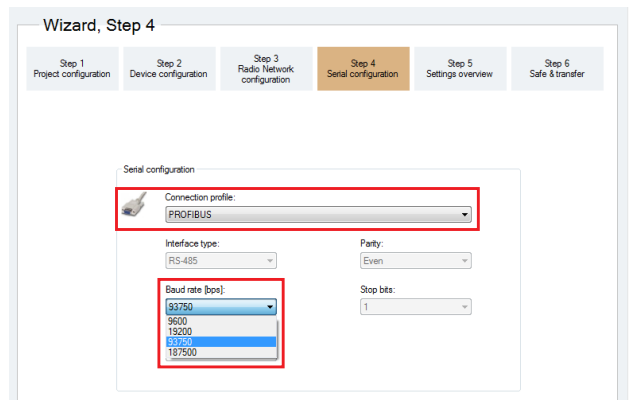 Wizard, Step 4
Step 1
Project configuration
Step 2
Device configuration
Step 3
Radio Network
configuration
Step 4
Serial configuration
Step 5
Settings overview
Step 6
Safe & transfer
Serial configuration
Connection profile:
PROFIBUS
Interface type:
RS-485
Parity:
Even
Baud rate [bps]:
93750
9600
19200
93750
187500
Stop bits:
1